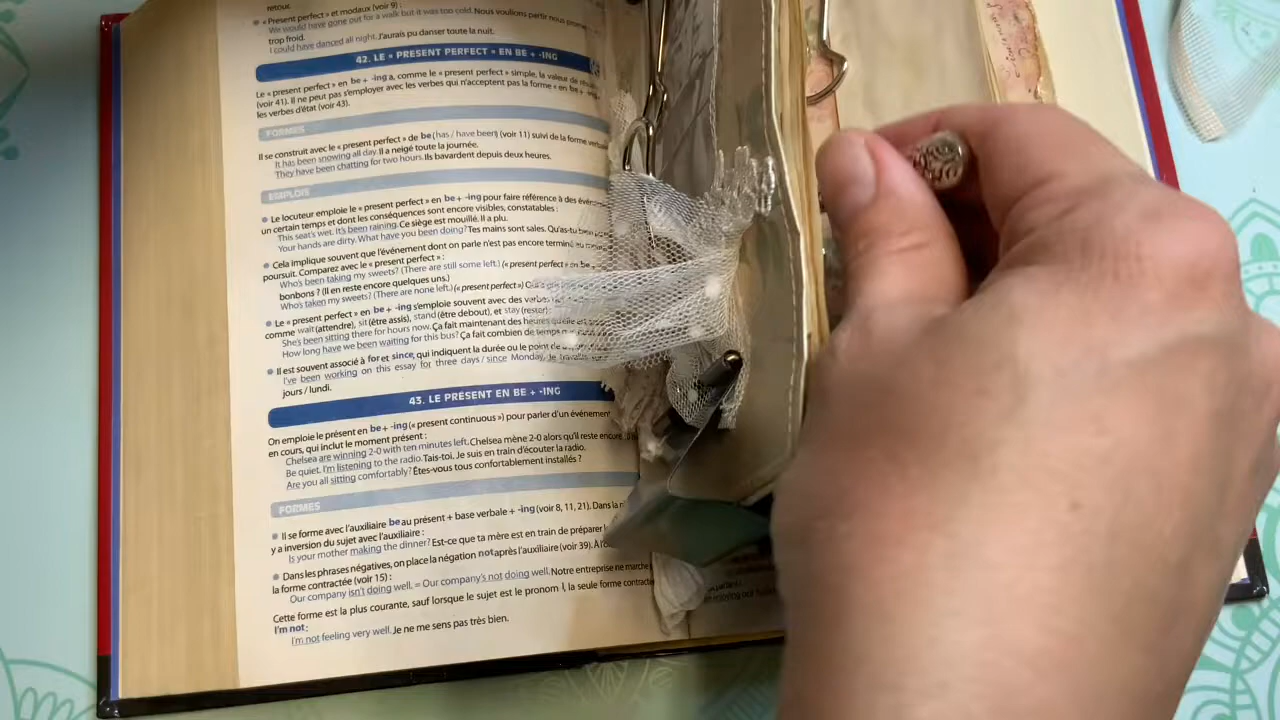 retour.
« Present perfect » et modaux (voir 9) :
We would have gone out for a walk but it was too cold. Nous voulions partir nous
trop froid.
I could have danced all night. J'aurais pu danser toute la nuit.
42. LE « PRESENT PERFECT » EN BE + -ING
Le « present perfect » en be + -ing a, comme le « present perfect » simple, la valeur de
(voir 41). Il ne peut pas s'employer avec les verbes qui n'acceptent pas la forme « en be + -ing
les verbes d'état (voir 43).
FORMES
Il se construit avec le « present perfect » de be (has / have been) (voir 11) suivi de la forme
It has been snowing all day. Il a neigé toute la journée.
They have been chatting for two hours. Ils bavardent depuis deux heures.
EMPLOIS
Le locuteur emploie le « present perfect » en be + -ing pour faire référence à des
un certain temps et dont les conséquences sont encore visibles, constatables :
This seat's wet. It's been raining. Ce siège est mouillé. Il a plu.
Your hands are dirty. What have you been doing? Tes mains sont sales. Qu'as-tu
Cela implique souvent que l'événement dont on parle n'est pas encore terminé
poursuit. Comparez avec le « present perfect » :
Who's been taking my sweets? (There are still some left.) (« present perfect » en be
bonbons ? (Il en reste encore quelques uns.)
Who's taken my sweets? (There are none left.) (« present perfect »)
Le « present perfect » en be + -ing s'emploie souvent avec des verbes
comme wait (attendre), sit (être assis), stand (être debout), et stay (rester) :
She's been sitting there for hours now. Ça fait maintenant des heures qu'elle est
How long have we been waiting for this bus? Ça fait combien de temps
Il est souvent associé à for et since, qui indiquent la durée ou le point de
I've been working on this essay for three days / since Monday. Je travaille
jours / lundi.
43. LE PRÉSENT EN BE + -ING
On emploie le présent en be + -ing (« present continuous ») pour parler d'un événement
en cours, qui inclut le moment présent :
Chelsea are winning 2-0 with ten minutes left. Chelsea mène 2-0 alors qu'il reste encore
Be quiet. I'm listening to the radio. Tais-toi. Je suis en train d'écouter la radio.
Are you all sitting comfortably? Êtes-vous tous confortablement installés ?
FORMES
Il se forme avec l'auxiliaire be au présent + base verbale + -ing (voir 8, 11, 21). Dans la
y a inversion du sujet avec l'auxiliaire :
Is your mother making the dinner? Est-ce que ta mère est en train de préparer
Dans les phrases négatives, on place la négation not après l'auxiliaire (voir 39). À
la forme contractée (voir 15) :
Our company isn't doing well. = Our company's not doing well. Notre entreprise ne marche
Cette forme est la plus courante, sauf lorsque le sujet est le pronom I, la seule forme
I'm not :
I'm not feeling very well. Je ne me sens pas très bien.